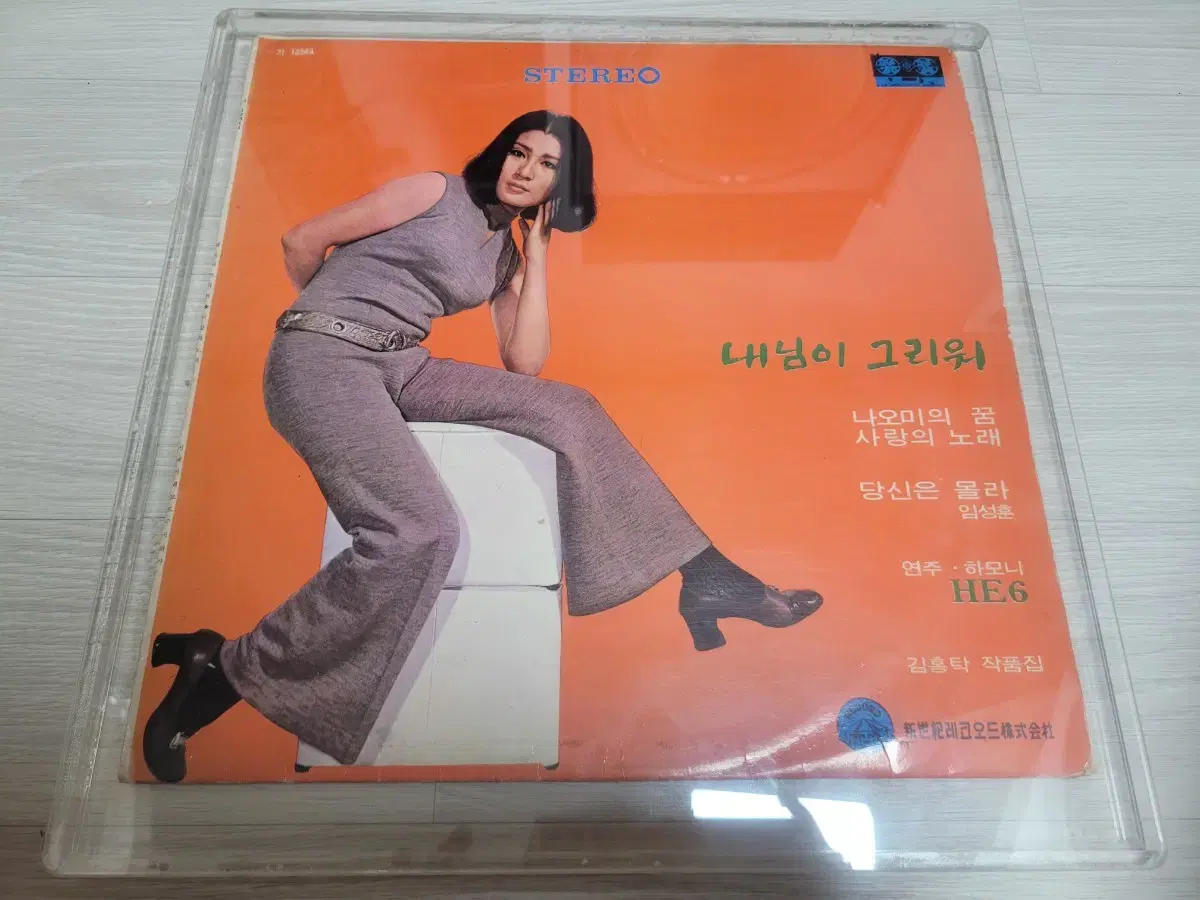 STEREO
내님이 그리워
나오미의 꿈
사랑의 노래
당신은 몰라
임성훈
연주 · 하모니
HE6
김홍탁 작품집
新世紀레코오드株式会社